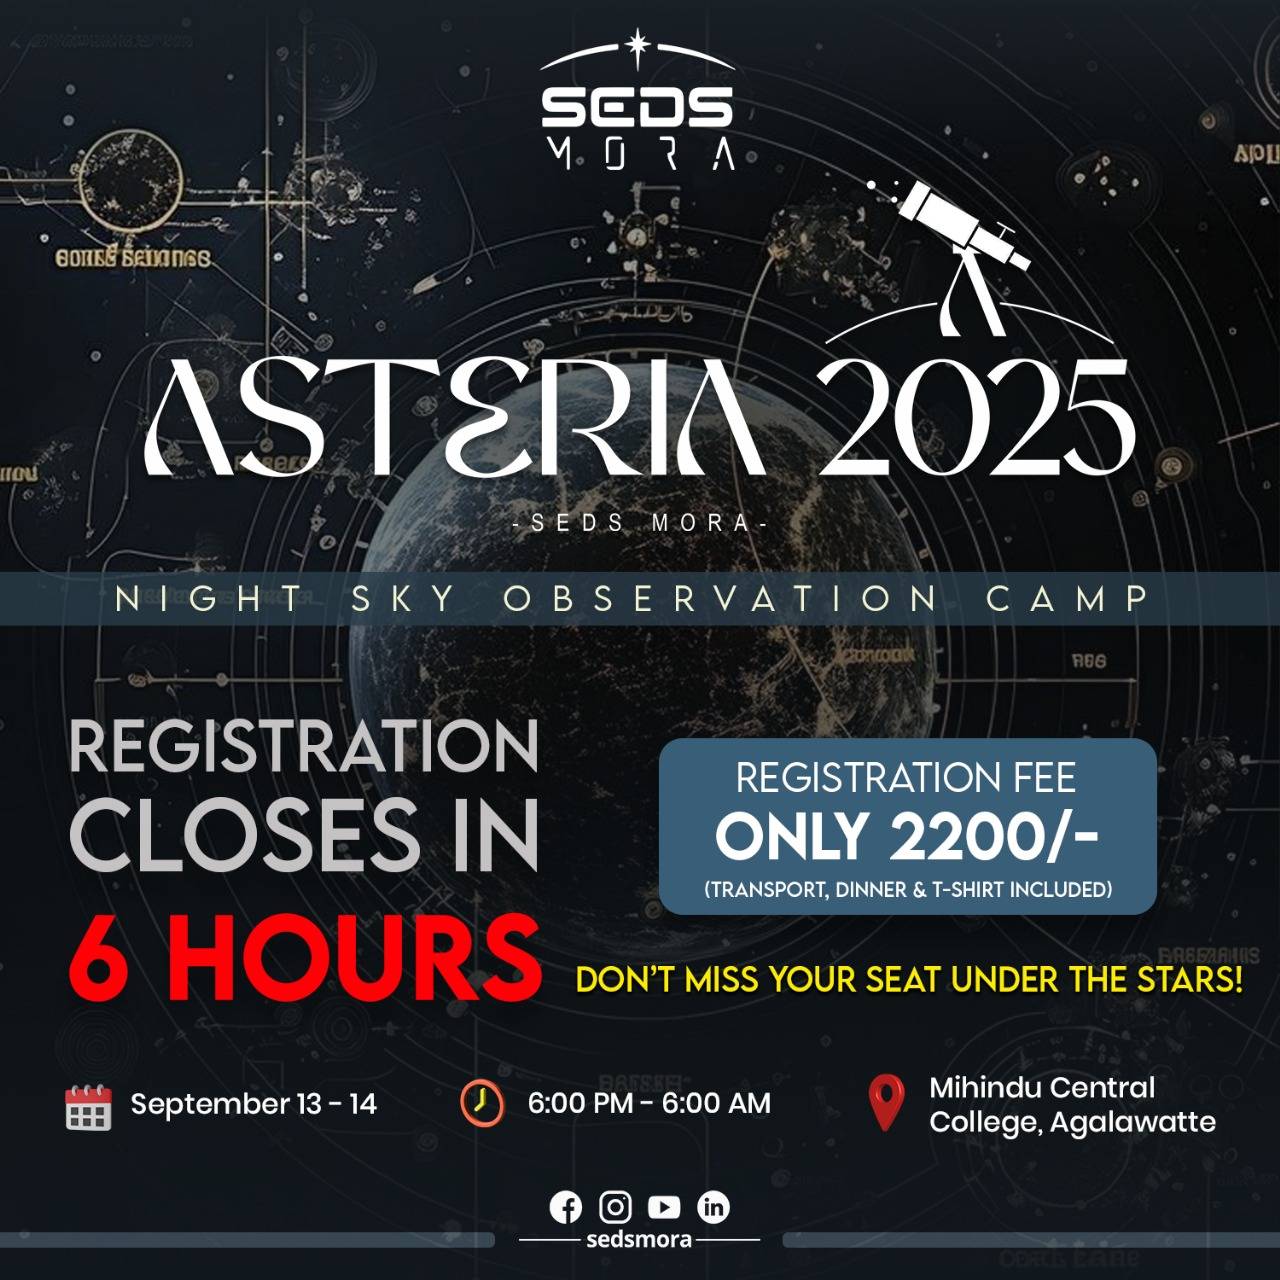 SEDS
MORA
ASTERIA 2025
-SEDS MORA-
NIGHT SKY OBSERVATION CAMP
REGISTRATION
CLOSES IN
6 HOURS
REGISTRATION FEE
ONLY 2200/-
(TRANSPORT, DINNER & T-SHIRT INCLUDED)
DON'T MISS YOUR SEAT UNDER THE STARS!
September 13 - 14
6:00 PM - 6:00 AM
Mihindu Central
College, Agalawatte
sedsmora